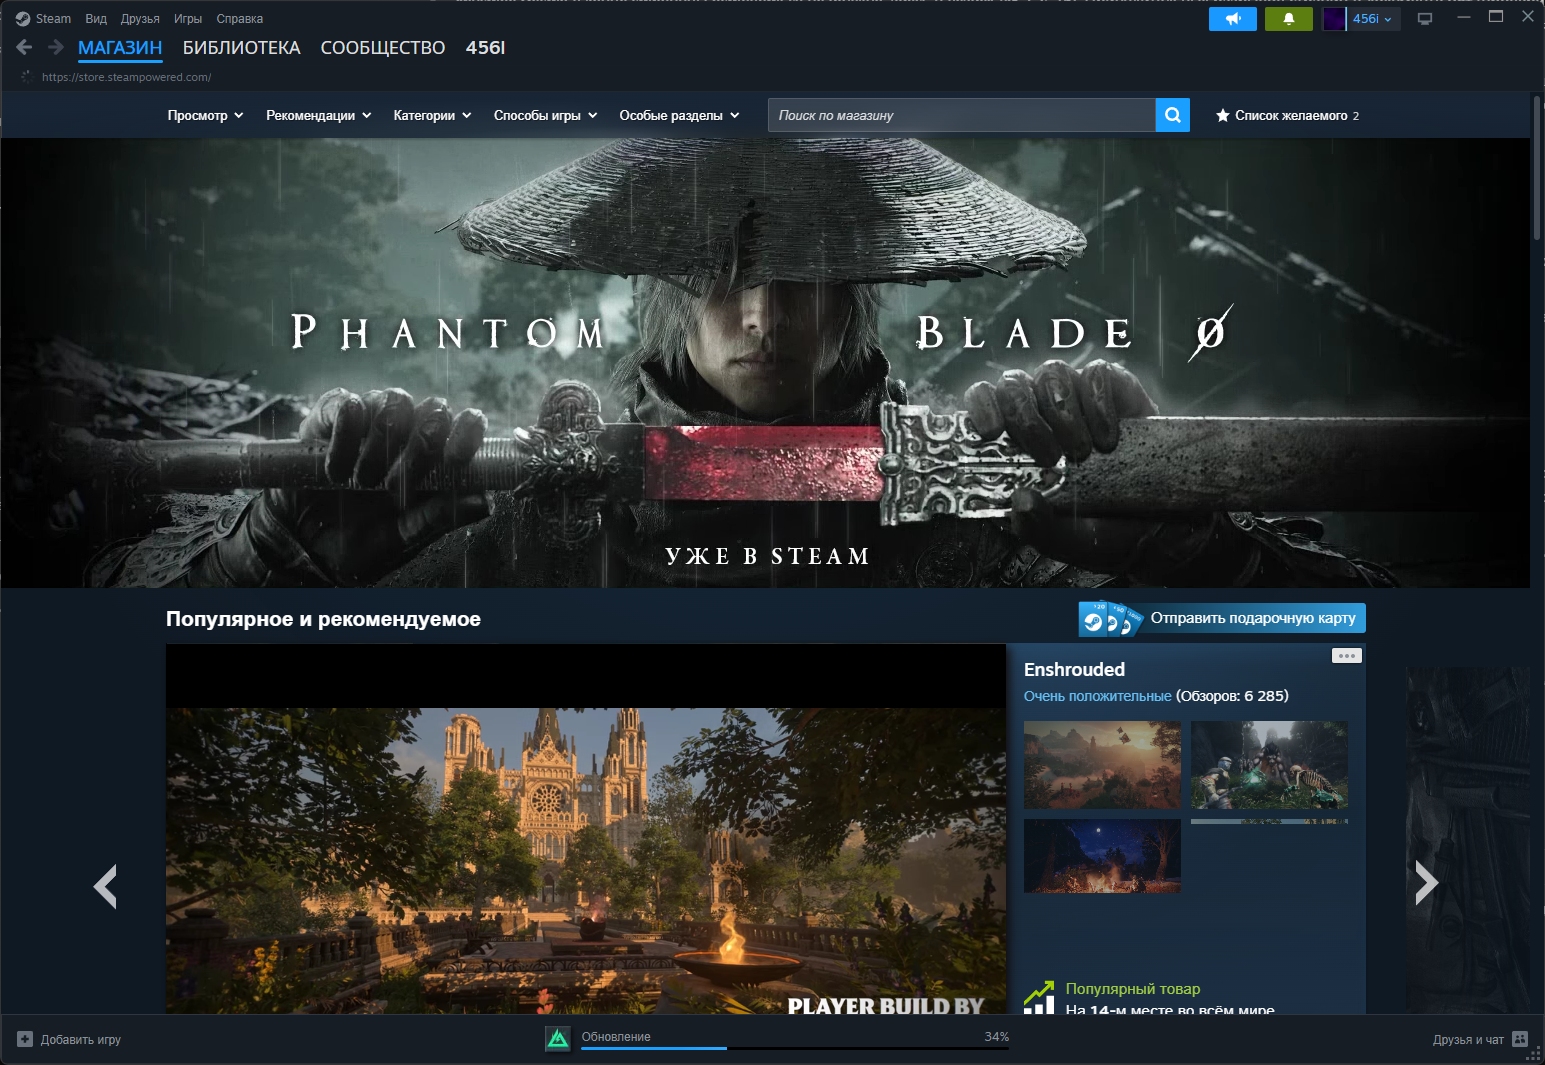 Steam Вид Друзья Игры Справка
456i
МАГАЗИН БИБЛИОТЕКА СООБЩЕСТВО 456I
https://store.steampowered.com/
Просмотр Рекомендации Категории Способы игры Особые разделы Поиск по магазину Список желаемого 2
PHANTOM BLADE 0
УЖЕ В STEAM
Популярное и рекомендуемое
Отправить подарочную карту
Enshrouded
Очень положительные (Обзоров: 6 285)
PLAYER BUILD BY
Популярный товар
На 14-м месте во всём мире
Добавить игру
Обновление 34%
Друзья и чат